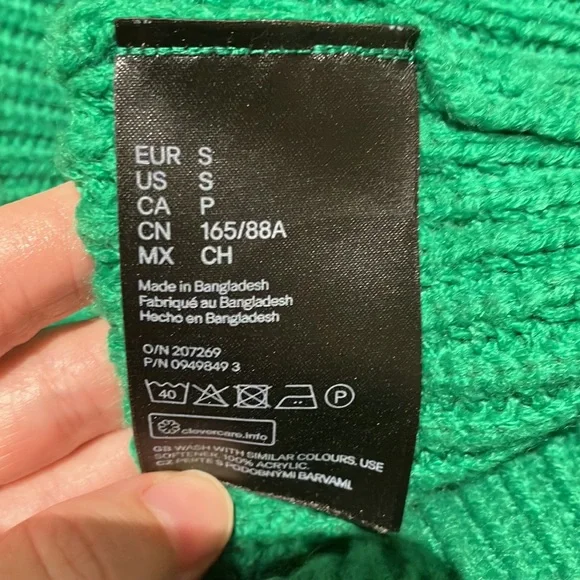 EUR S
US S
CA P
CN 165/88A
MX CH
Made in Bangladesh
Fabriqué au Bangladesh
Hecho en Bangladesh
O/N 207269
P/N 0949849 3
40 P
clevercare.info
GB WASH WITH SIMILAR COLOURS. USE
SOFTENER. 100% ACRYLIC.
CZ PERTE S PODOBNÝMI BARVAMI,